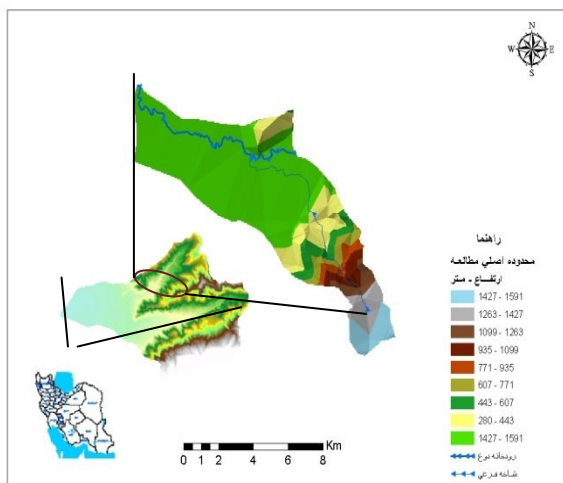 N
W E
S
راهنما
محدوده اصلي مطالعه
ارتفاع - متر
1427 - 1591
1263 - 1427
1099 - 1263
935 - 1099
771 - 935
607 - 771
443 - 607
280 - 443
1427 - 1591
رودخانه دوغ
شاخه فرعي
Km
0 1 2 4 6 8